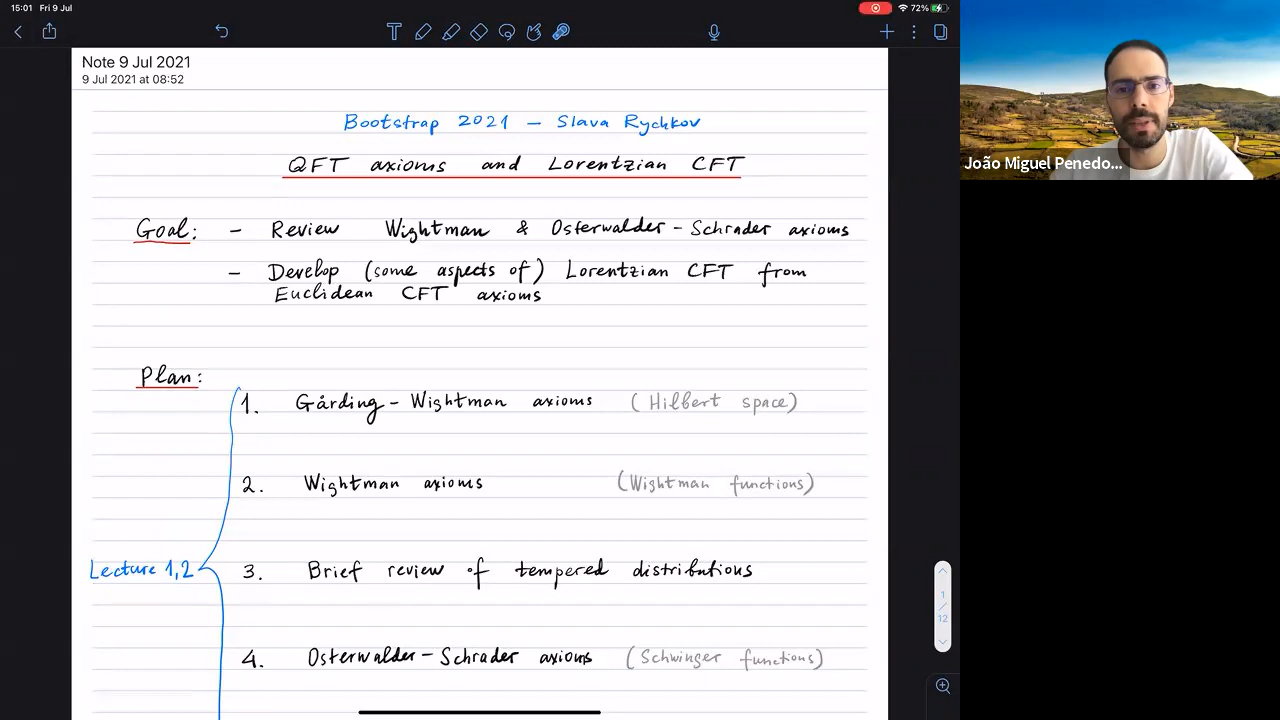 15:01 Fri 9 Jul
72%
Note 9 Jul 2021
9 Jul 2021 at 08:52
Bootstrap 2021 – Slava Rychkov
QFT axioms and Lorentzian CFT
Goal: – Review Wightman & Osterwalder-Schrader axioms
– Develop (some aspects of) Lorentzian CFT from
Euclidean CFT axioms
Plan:
1. Gårding-Wightman axioms (Hilbert space)
2. Wightman axioms (Wightman functions)
Lecture 1,2
3. Brief review of tempered distributions
4. Osterwalder-Schrader axioms (Schwinger functions)
1
/
12
João Miguel Penedo...